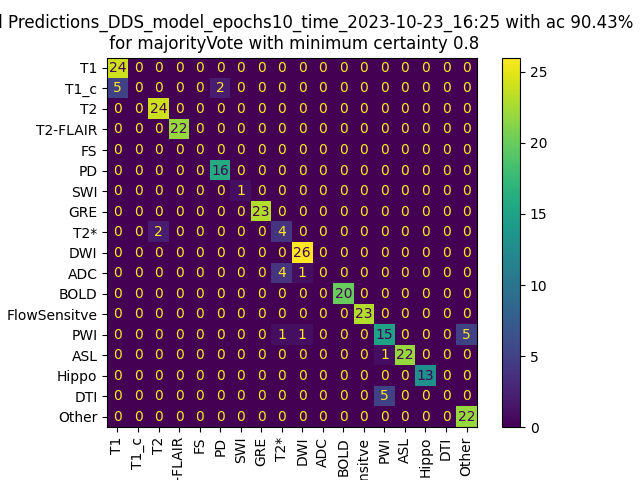 Predictions_DDS_model_epochs10_time_2023-10-23_16:25 with ac 90.43%
for majorityVote with minimum certainty 0.8
T1 24 0 0 0 0 0 0 0 0 0 0 0 0 0 0 0 0 0
T1_c 5 0 0 0 0 2 0 0 0 0 0 0 0 0 0 0 0 0
T2 0 0 24 0 0 0 0 0 0 0 0 0 0 0 0 0 0 0
T2-FLAIR 0 0 0 22 0 0 0 0 0 0 0 0 0 0 0 0 0 0
FS 0 0 0 0 0 0 0 0 0 0 0 0 0 0 0 0 0 0
PD 0 0 0 0 0 16 0 0 0 0 0 0 0 0 0 0 0 0
SWI 0 0 0 0 0 0 1 0 0 0 0 0 0 0 0 0 0 0
GRE 0 0 0 0 0 0 0 23 0 0 0 0 0 0 0 0 0 0
T2* 0 0 2 0 0 0 0 0 4 0 0 0 0 0 0 0 0 0
DWI 0 0 0 0 0 0 0 0 0 26 0 0 0 0 0 0 0 0
ADC 0 0 0 0 0 0 0 0 4 1 0 0 0 0 0 0 0 0
BOLD 0 0 0 0 0 0 0 0 0 0 0 20 0 0 0 0 0 0
FlowSensitve 0 0 0 0 0 0 0 0 0 0 0 0 23 0 0 0 0 0
PWI 0 0 0 0 0 0 0 0 1 1 0 0 0 15 0 0 0 5
ASL 0 0 0 0 0 0 0 0 0 0 0 0 0 1 22 0 0 0
Hippo 0 0 0 0 0 0 0 0 0 0 0 0 0 0 0 13 0 0
DTI 0 0 0 0 0 0 0 0 0 0 0 0 0 5 0 0 0 0
Other 0 0 0 0 0 0 0 0 0 0 0 0 0 0 0 0 0 22
T1 T1_c T2 -FLAIR FS PD SWI GRE T2* DWI ADC BOLD nsitve PWI ASL Hippo DTI Other
25
20
15
10
5
0